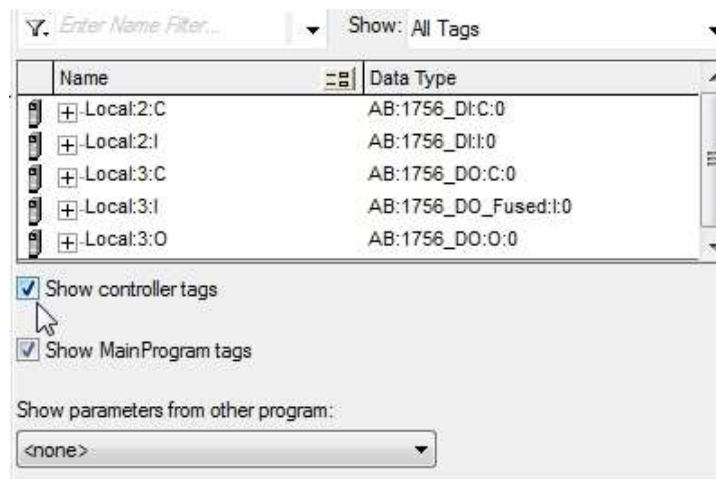 Enter Name Filter... Show: All Tags
Name Data Type
Local:2:C AB:1756_DI:C:0
Local:2:I AB:1756_DI:I:0
Local:3:C AB:1756_DO:C:0
Local:3:I AB:1756_DO_Fused:I:0
Local:3:O AB:1756_DO:O:0
Show controller tags
Show MainProgram tags
Show parameters from other program:
<none>